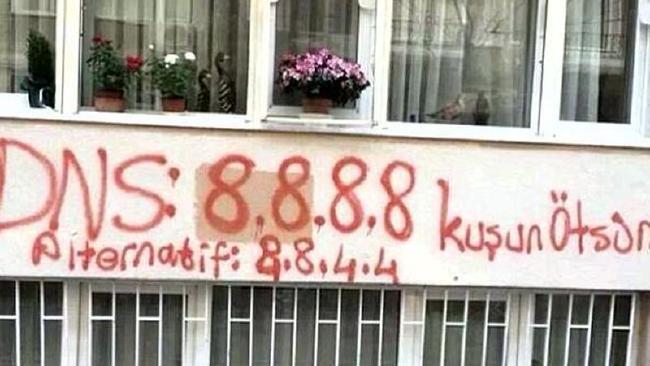 DNS: 8.8.8.8 kuşun Ötsün
Alternatif: 8.8.4.4